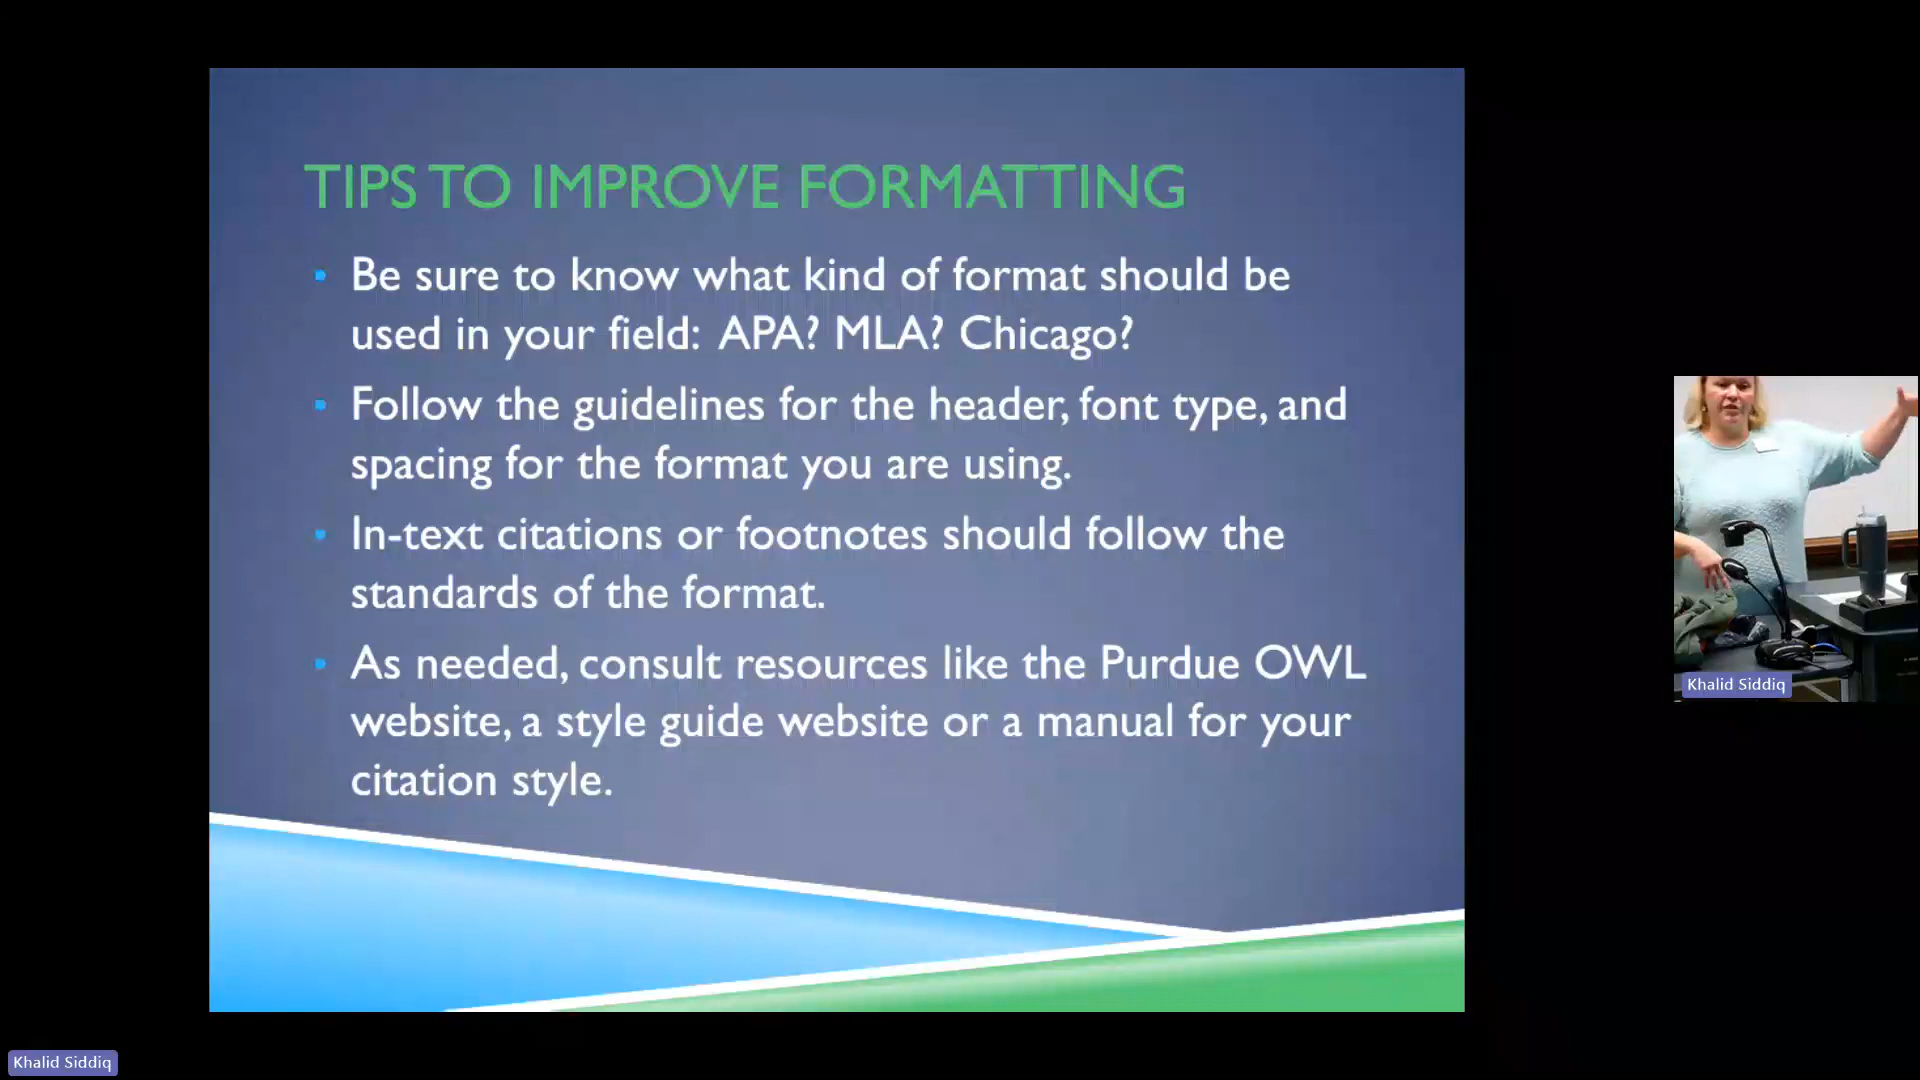 TIPS TO IMPROVE FORMATTING
• Be sure to know what kind of format should be
used in your field: APA? MLA? Chicago?
• Follow the guidelines for the header, font type, and
spacing for the format you are using.
• In-text citations or footnotes should follow the
standards of the format.
• As needed, consult resources like the Purdue OWL
website, a style guide website or a manual for your
citation style.
Khalid Siddiq
Khalid Siddiq